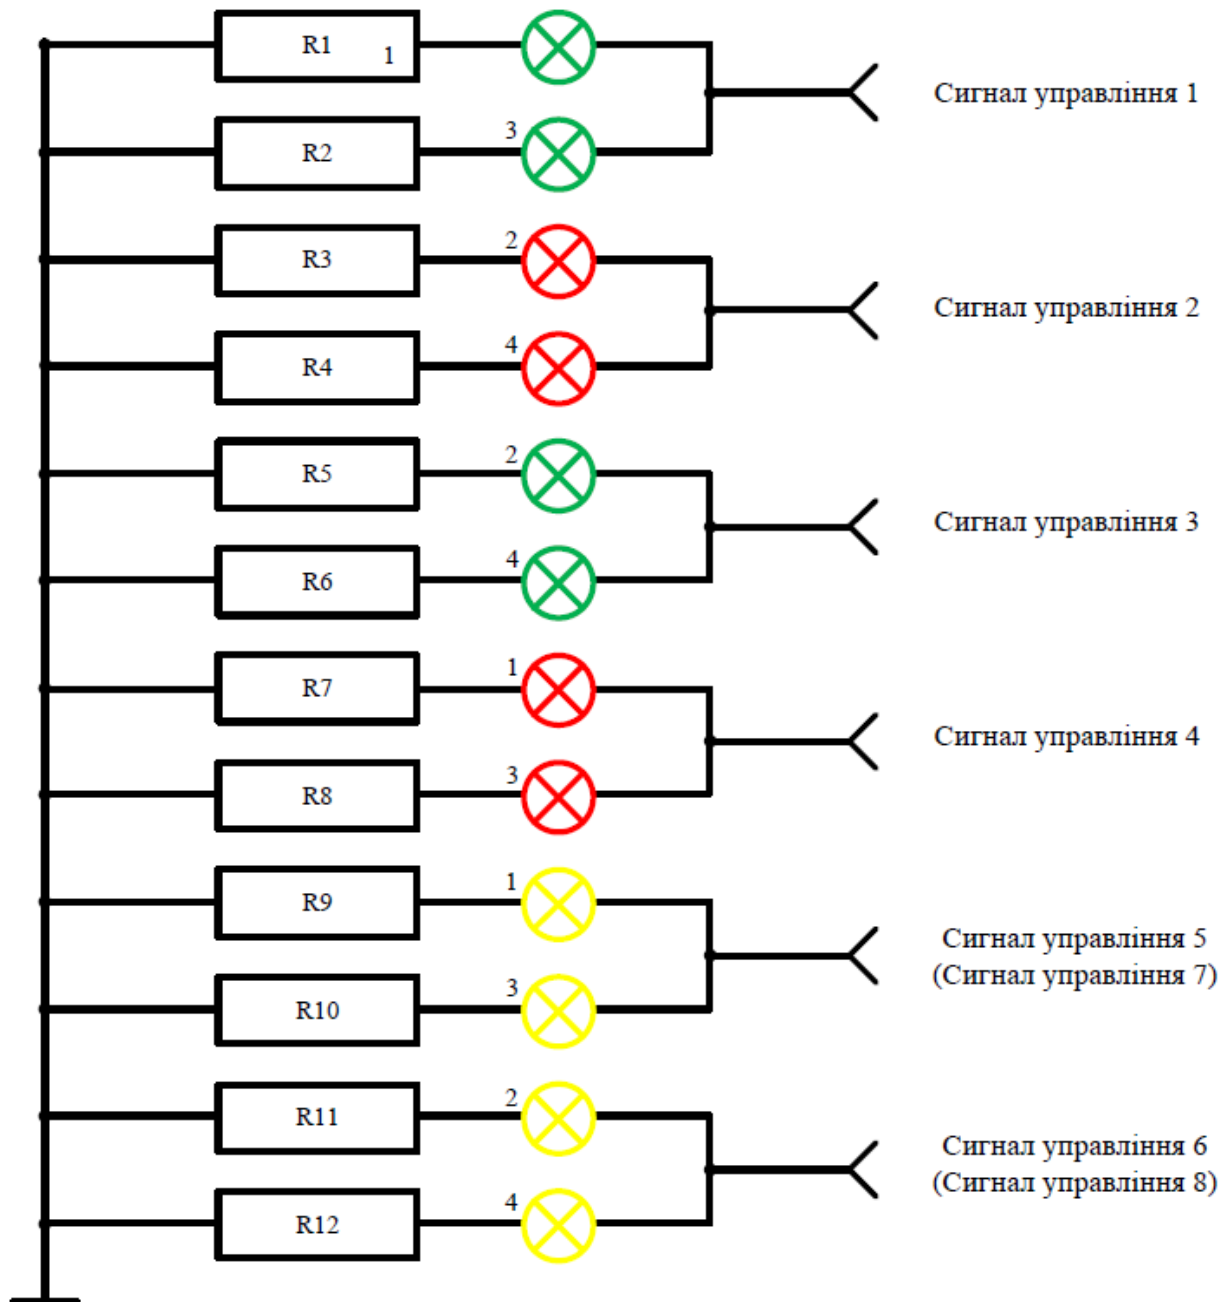 R1
1
Сигнал управління 1
3
R2
2
R3
Сигнал управління 2
4
R4
2
R5
Сигнал управління 3
4
R6
1
R7
Сигнал управління 4
3
R8
1
R9
Сигнал управління 5
(Сигнал управління 7)
3
R10
2
R11
Сигнал управління 6
(Сигнал управління 8)
4
R12